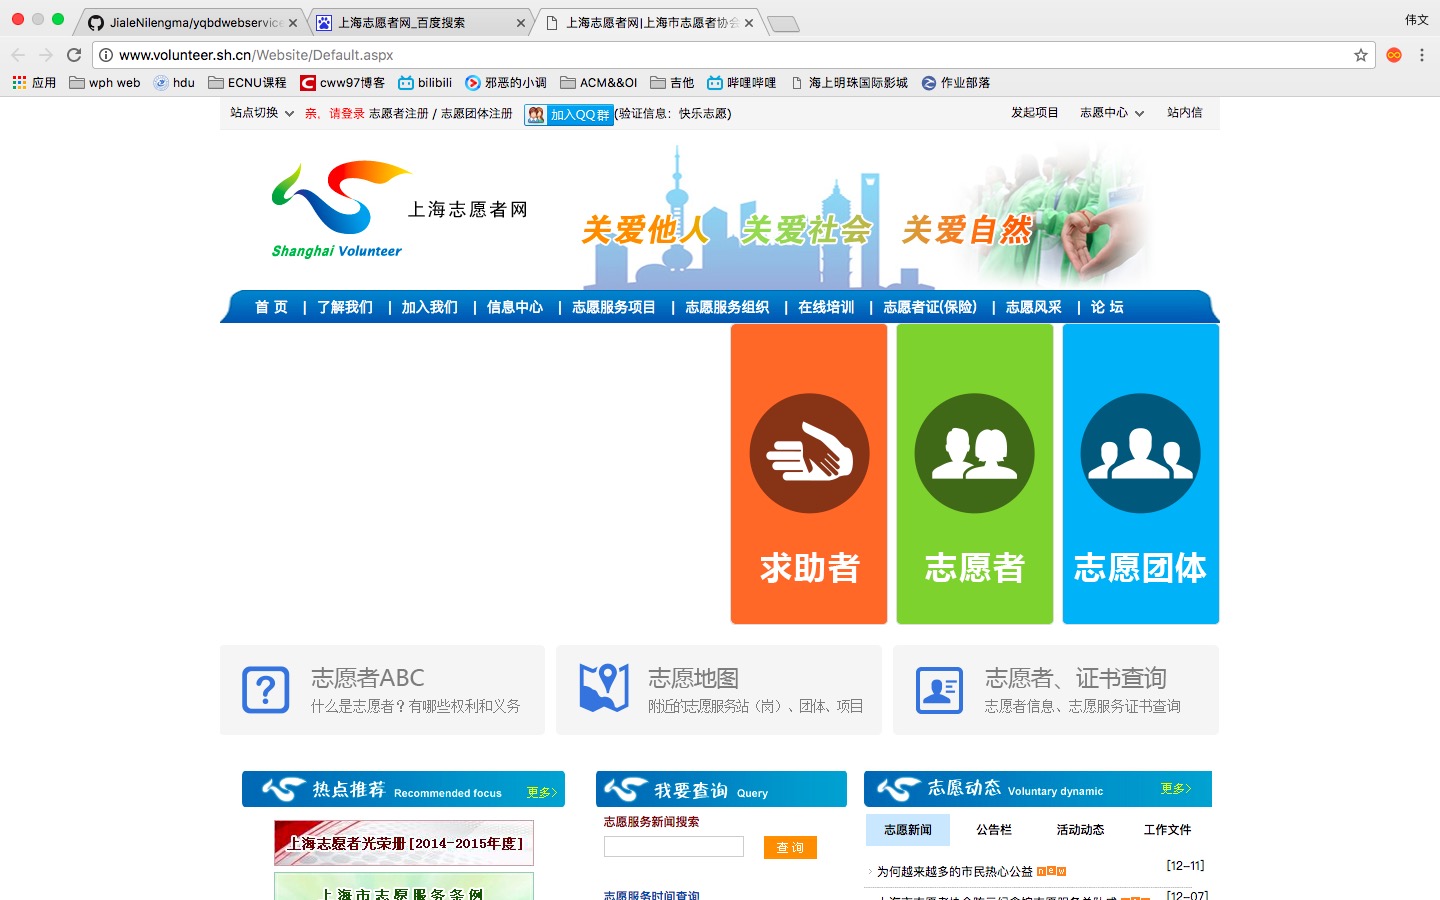 JialeNilengma/yqbdwebservice
上海志愿者网_百度搜索
上海志愿者网|上海市志愿者协会
伟文
www.volunteer.sh.cn/Website/Default.aspx
应用 wph web hdu ECNU课程 cww97博客 bilibili 邪恶的小调 ACM&&OI 吉他 哔哩哔哩 海上明珠国际影城 作业部落
站点切换 亲、请登录 志愿者注册 / 志愿团体注册 加入QQ群 (验证信息：快乐志愿) 发起项目 志愿中心 站内信
上海志愿者网
Shanghai Volunteer
关爱他人 关爱社会 关爱自然
首 页 | 了解我们 | 加入我们 | 信息中心 | 志愿服务项目 | 志愿服务组织 | 在线培训 | 志愿者证(保险) | 志愿风采 | 论 坛
求助者 志愿者 志愿团体
志愿者ABC
什么是志愿者？有哪些权利和义务
志愿地图
附近的志愿服务站（岗）、团体、项目
志愿者、证书查询
志愿者信息、志愿服务证书查询
热点推荐 Recommended focus 更多>
上海志愿者光荣册[2014-2015年度]
上海市志愿服务条例
我要查询 Query
志愿服务新闻搜索
查 询
志愿服务时间查询
志愿动态 Voluntary dynamic 更多>
志愿新闻 公告栏 活动动态 工作文件
为何越来越多的市民热心公益 new [12-11]
[12-07]